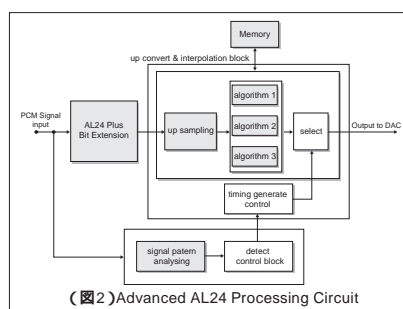 Memory
up convert & interpolation block
PCM Signal
input
AL24 Plus
Bit Extension
up sampling
algorithm 1
algorithm 2
algorithm 3
select
Output to DAC
timing generate
control
signal patern
analysing
detect
control block
(図2)Advanced AL24 Processing Circuit